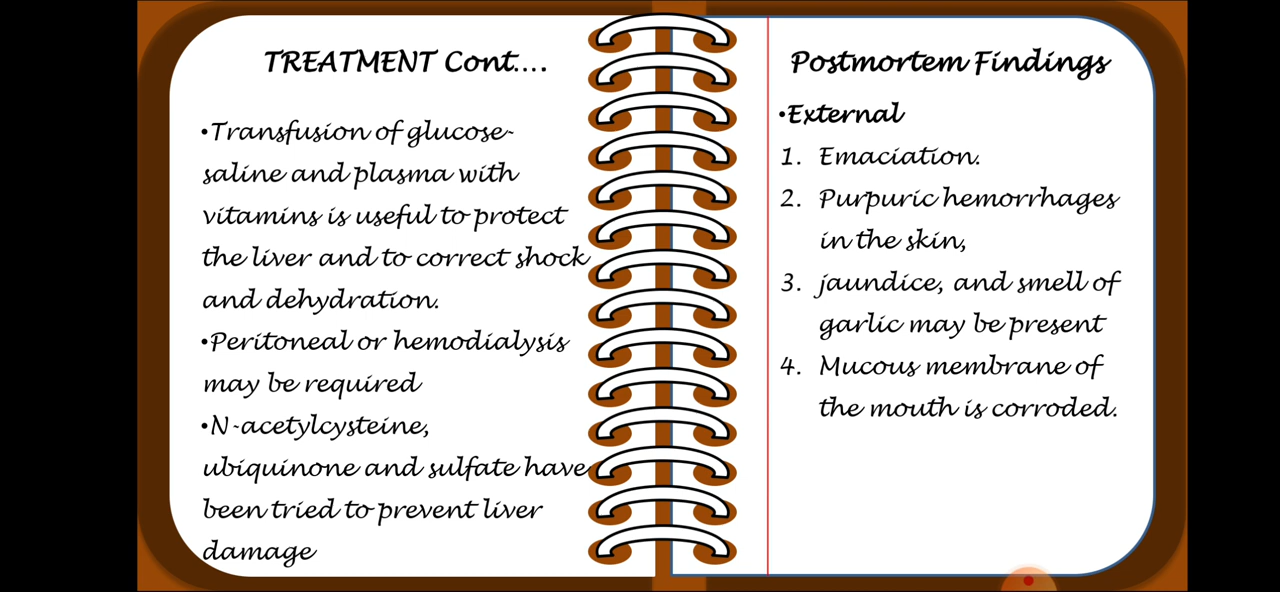 TREATMENT Cont....
•Transfusion of glucose-
saline and plasma with
vitamins is useful to protect
the liver and to correct shock
and dehydration.
•Peritoneal or hemodialysis
may be required
•N-acetylcysteine,
ubiquinone and sulfate have
been tried to prevent liver
damage
Postmortem Findings
•External
1. Emaciation.
2. Purpuric hemorrhages
in the skin,
3. jaundice, and smell of
garlic may be present
4. Mucous membrane of
the mouth is corroded.